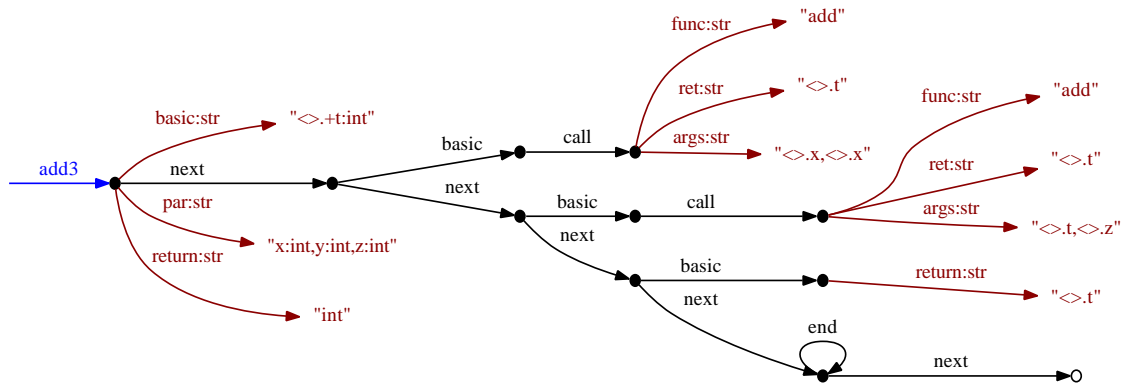 func:str
"add"
ret:str
"<>.t"
func:str
"add"
basic:str
"<>.+t:int"
basic
call
args:str
"<>.x,<>.x"
add3
next
ret:str
"<>.t"
next
par:str
basic
call
args:str
"<>.t,<>.z"
"x:int,y:int,z:int"
next
return:str
basic
return:str
"<>.t"
next
"int"
end
next